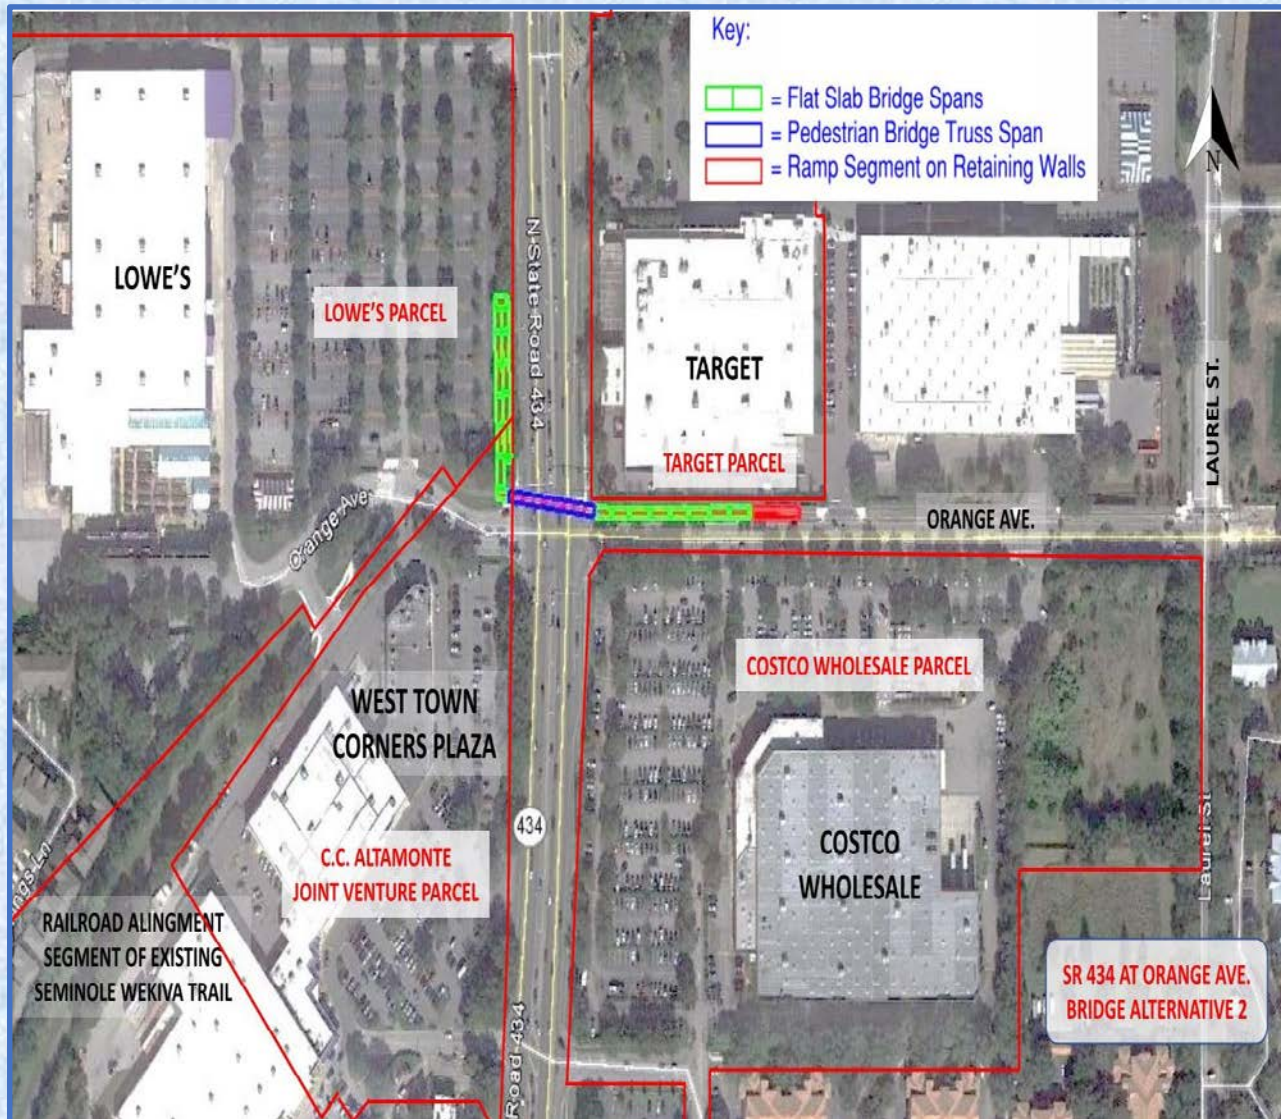 Key:
= Flat Slab Bridge Spans
= Pedestrian Bridge Truss Span
= Ramp Segment on Retaining Walls
N
N State Road 434
LOWE'S
LOWE'S PARCEL
TARGET
TARGET PARCEL
LAUREL ST.
ORANGE AVE.
Orange Ave
COSTCO WHOLESALE PARCEL
WEST TOWN
CORNERS PLAZA
434
COSTCO
WHOLESALE
C.C. ALTAMONTE
JOINT VENTURE PARCEL
Laurel St
ngs Ln
RAILROAD ALINGMENT
SEGMENT OF EXISTING
SEMINOLE WEKIVA TRAIL
SR 434 AT ORANGE AVE.
BRIDGE ALTERNATIVE 2
Road 434